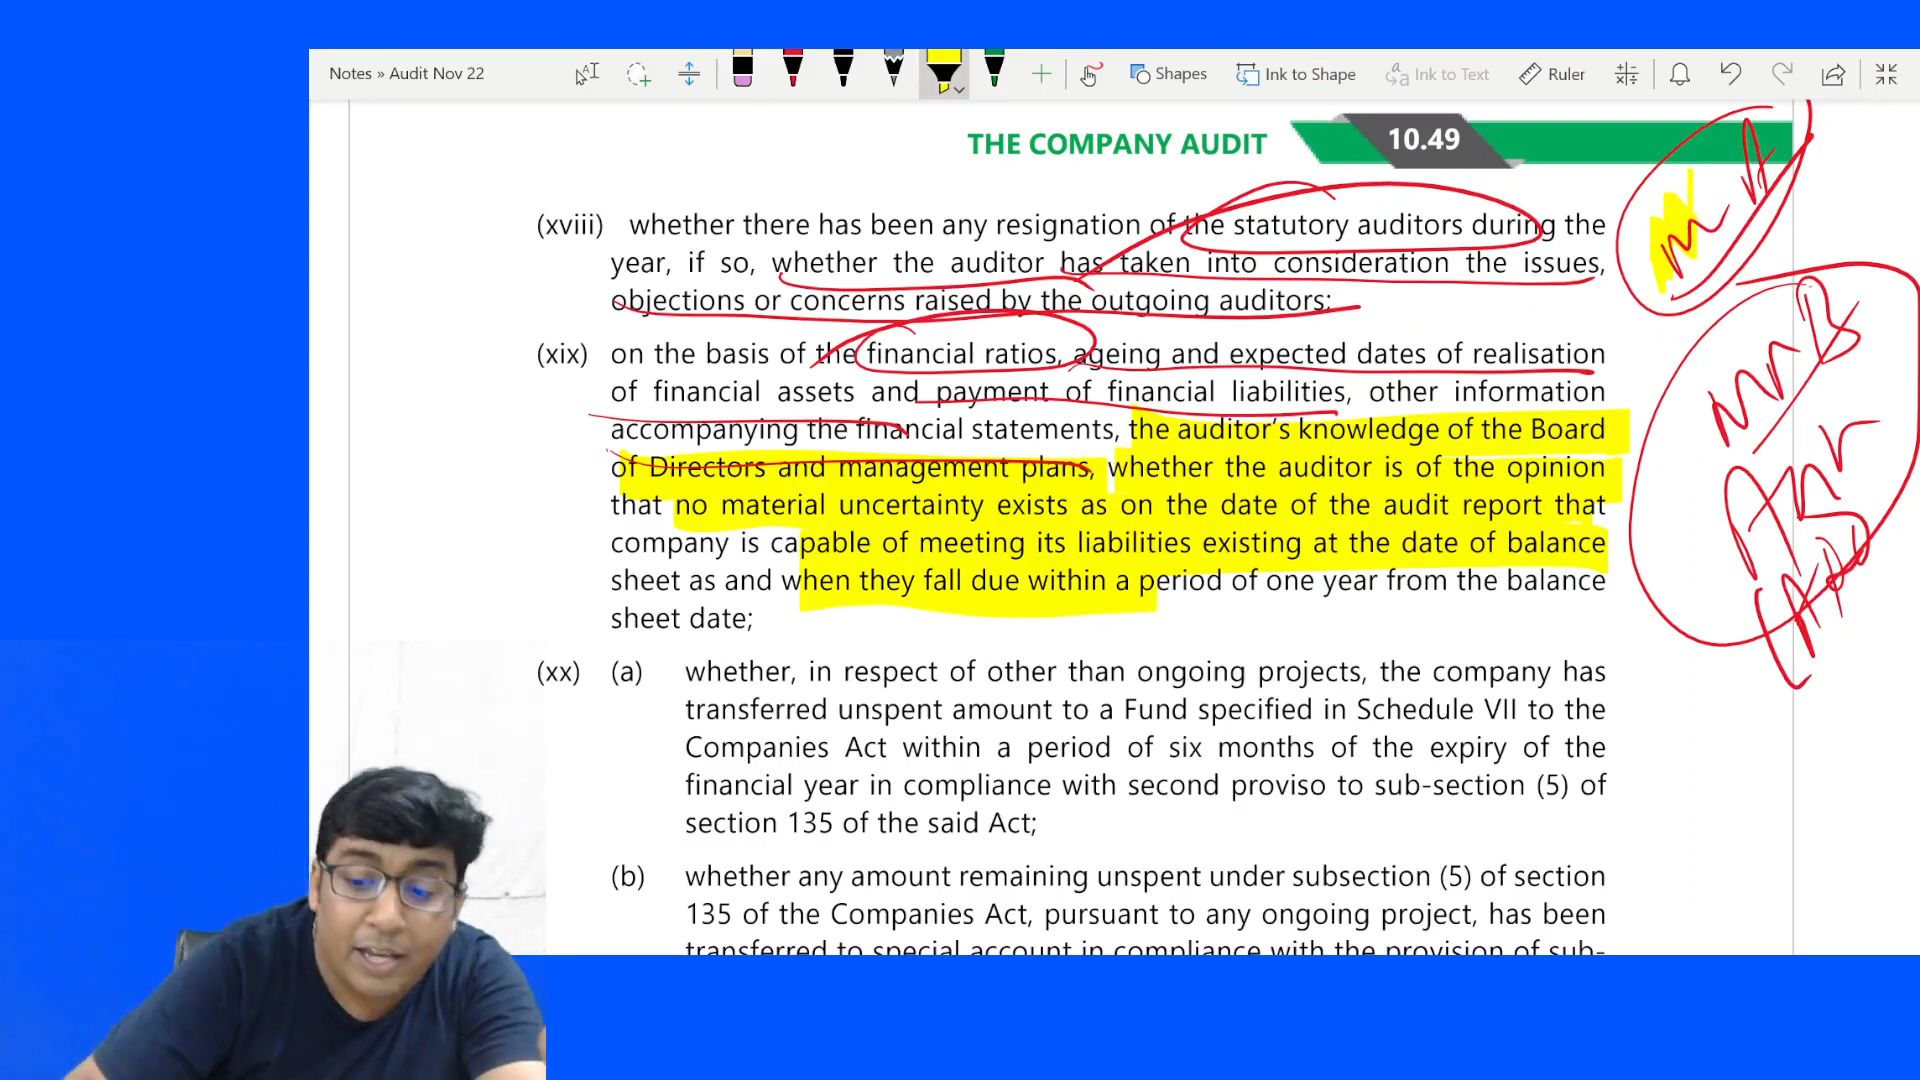 Notes » Audit Nov 22
Shapes
Ink to Shape
Ink to Text
Ruler
THE COMPANY AUDIT 10.49
(xviii) whether there has been any resignation of the statutory auditors during the
year, if so, whether the auditor has taken into consideration the issues,
objections or concerns raised by the outgoing auditors;
(xix) on the basis of the financial ratios, ageing and expected dates of realisation
of financial assets and payment of financial liabilities, other information
accompanying the financial statements, the auditor's knowledge of the Board
of Directors and management plans, whether the auditor is of the opinion
that no material uncertainty exists as on the date of the audit report that
company is capable of meeting its liabilities existing at the date of balance
sheet as and when they fall due within a period of one year from the balance
sheet date;
(xx) (a) whether, in respect of other than ongoing projects, the company has
transferred unspent amount to a Fund specified in Schedule VII to the
Companies Act within a period of six months of the expiry of the
financial year in compliance with second proviso to sub-section (5) of
section 135 of the said Act;
(b) whether any amount remaining unspent under subsection (5) of section
135 of the Companies Act, pursuant to any ongoing project, has been
transferred to special account in compliance with the provision of sub-